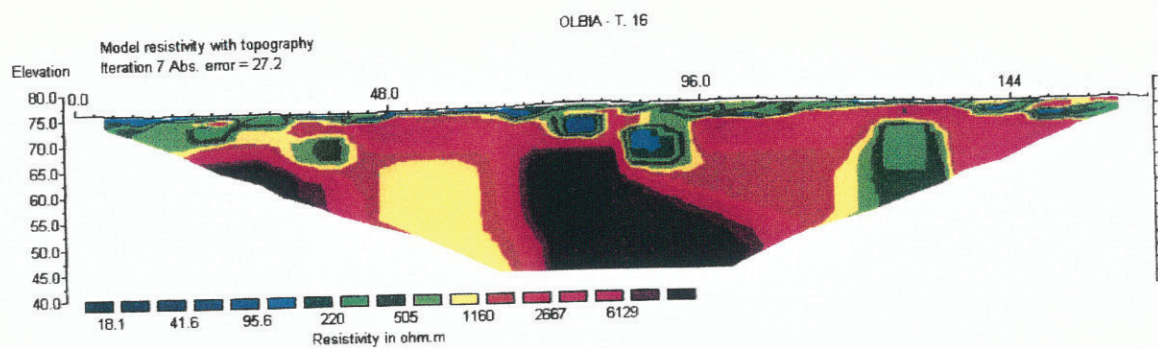 OLBIA - T. 16
Model resistivity with topography
Iteration 7 Abs. error = 27.2
Elevation
0.0 48.0 96.0 144
80.0
75.0
70.0
65.0
60.0
55.0
50.0
45.0
40.0
18.1 41.6 95.6 220 505 1160 2667 6129
Resistivity in ohm.m